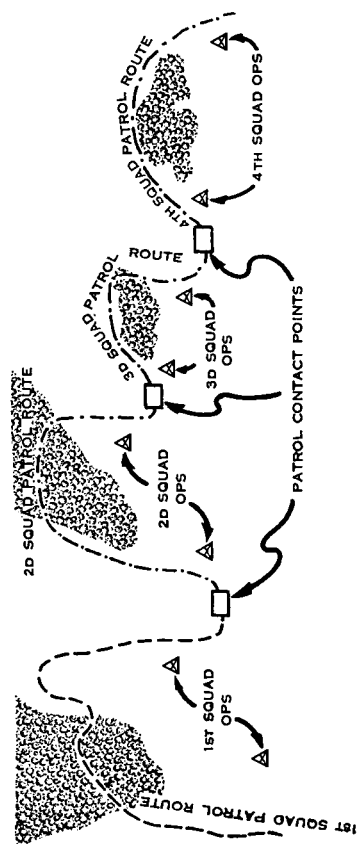 1ST SQUAD PATROL ROUTE
2D SQUAD PATROL ROUTE
3D SQUAD PATROL
ROUTE
4TH SQUAD PATROL ROUTE
1ST SQUAD
OPS
2D SQUAD
OPS
3D SQUAD
OPS
4TH SQUAD OPS
PATROL CONTACT POINTS